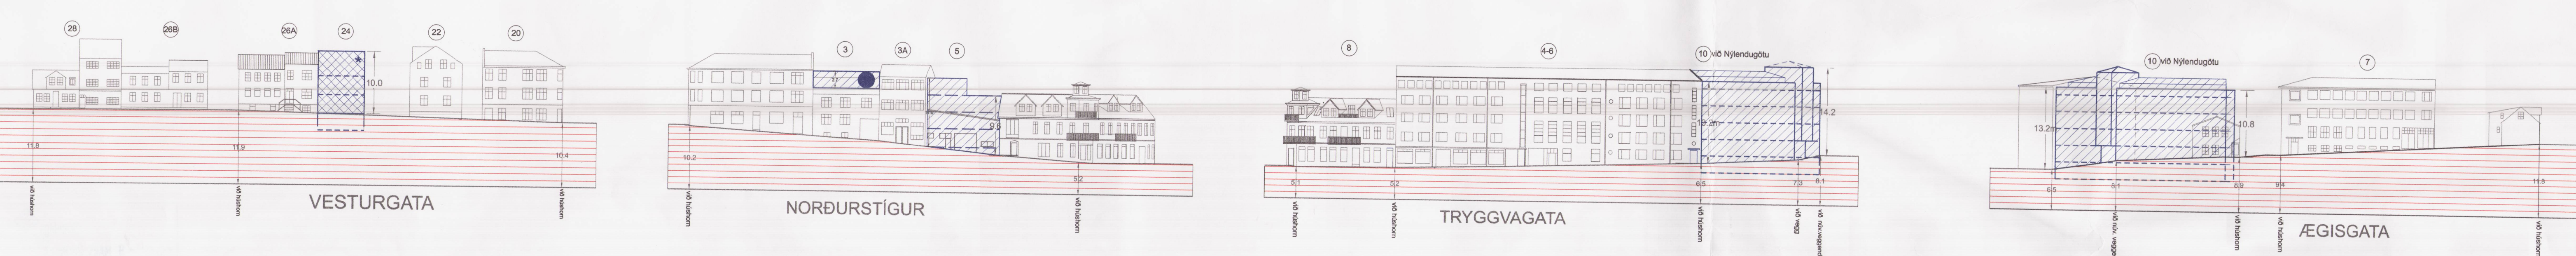 28
26B
26A
24
22
20
*
10.0
11.8
11.9
10.4
við húshorn
við húshorn
við húshorn
VESTURGATA
3
3A
5
10.2
5.2
við húshorn
við húshorn
NORÐURSTÍGUR
8
4-6
10 við Nýlendugötu
14.2
5.1
5.2
6.5
7.3
8.1
við húshorn
við húshorn
við húshorn
við vegg
TRYGGVAGATA
10 við Nýlendugötu
7
13.2m
10.8
6.5
8.1
8.9
9.4
11.8
við húshorn
við húshorn
við húshorn
ÆGISGATA